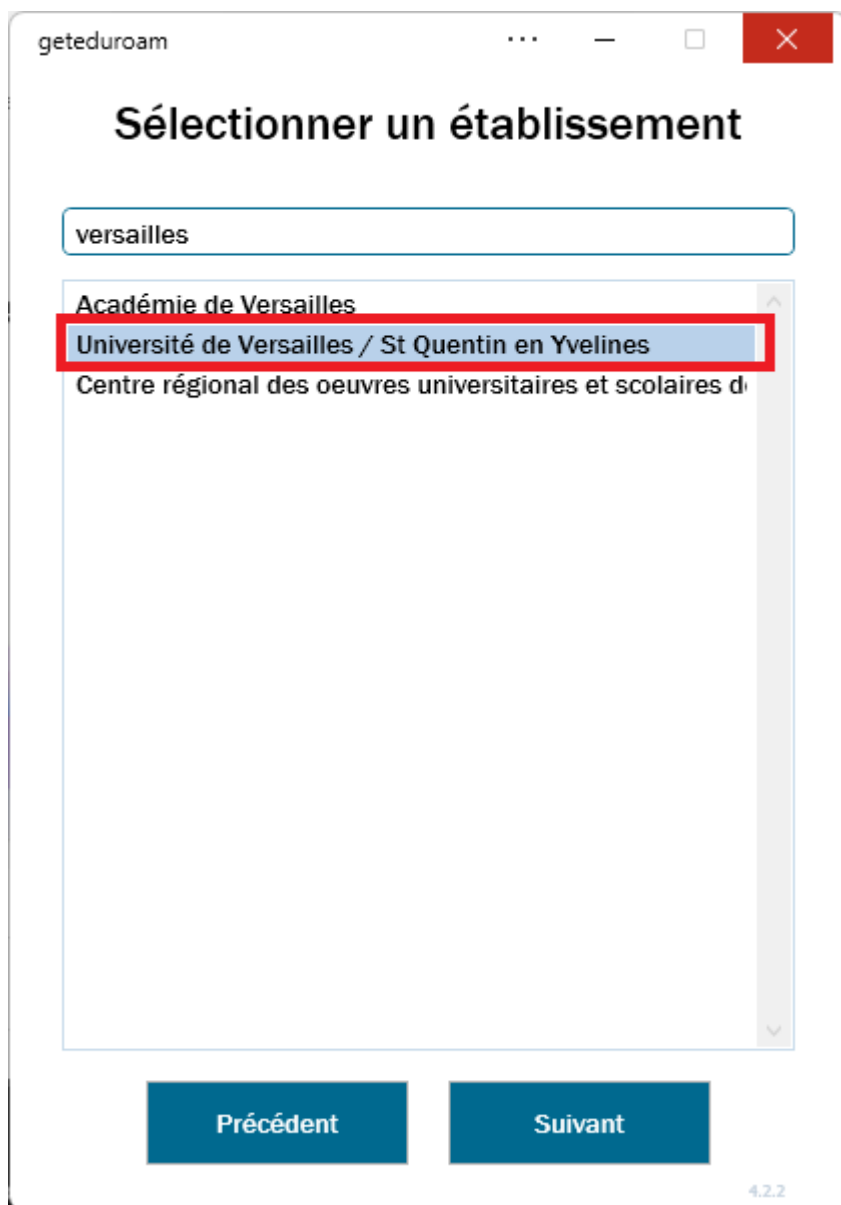 geteduroam
Sélectionner un établissement
versailles
Académie de Versailles
Université de Versailles / St Quentin en Yvelines
Centre régional des oeuvres universitaires et scolaires d
Précédent
Suivant
4.2.2